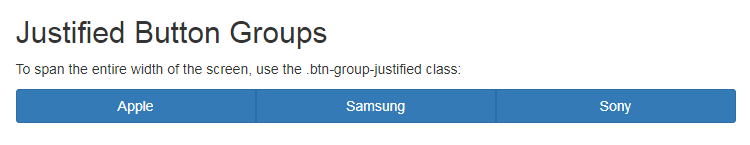 Justified Button Groups
To span the entire width of the screen, use the .btn-group-justified class:
Apple Samsung Sony